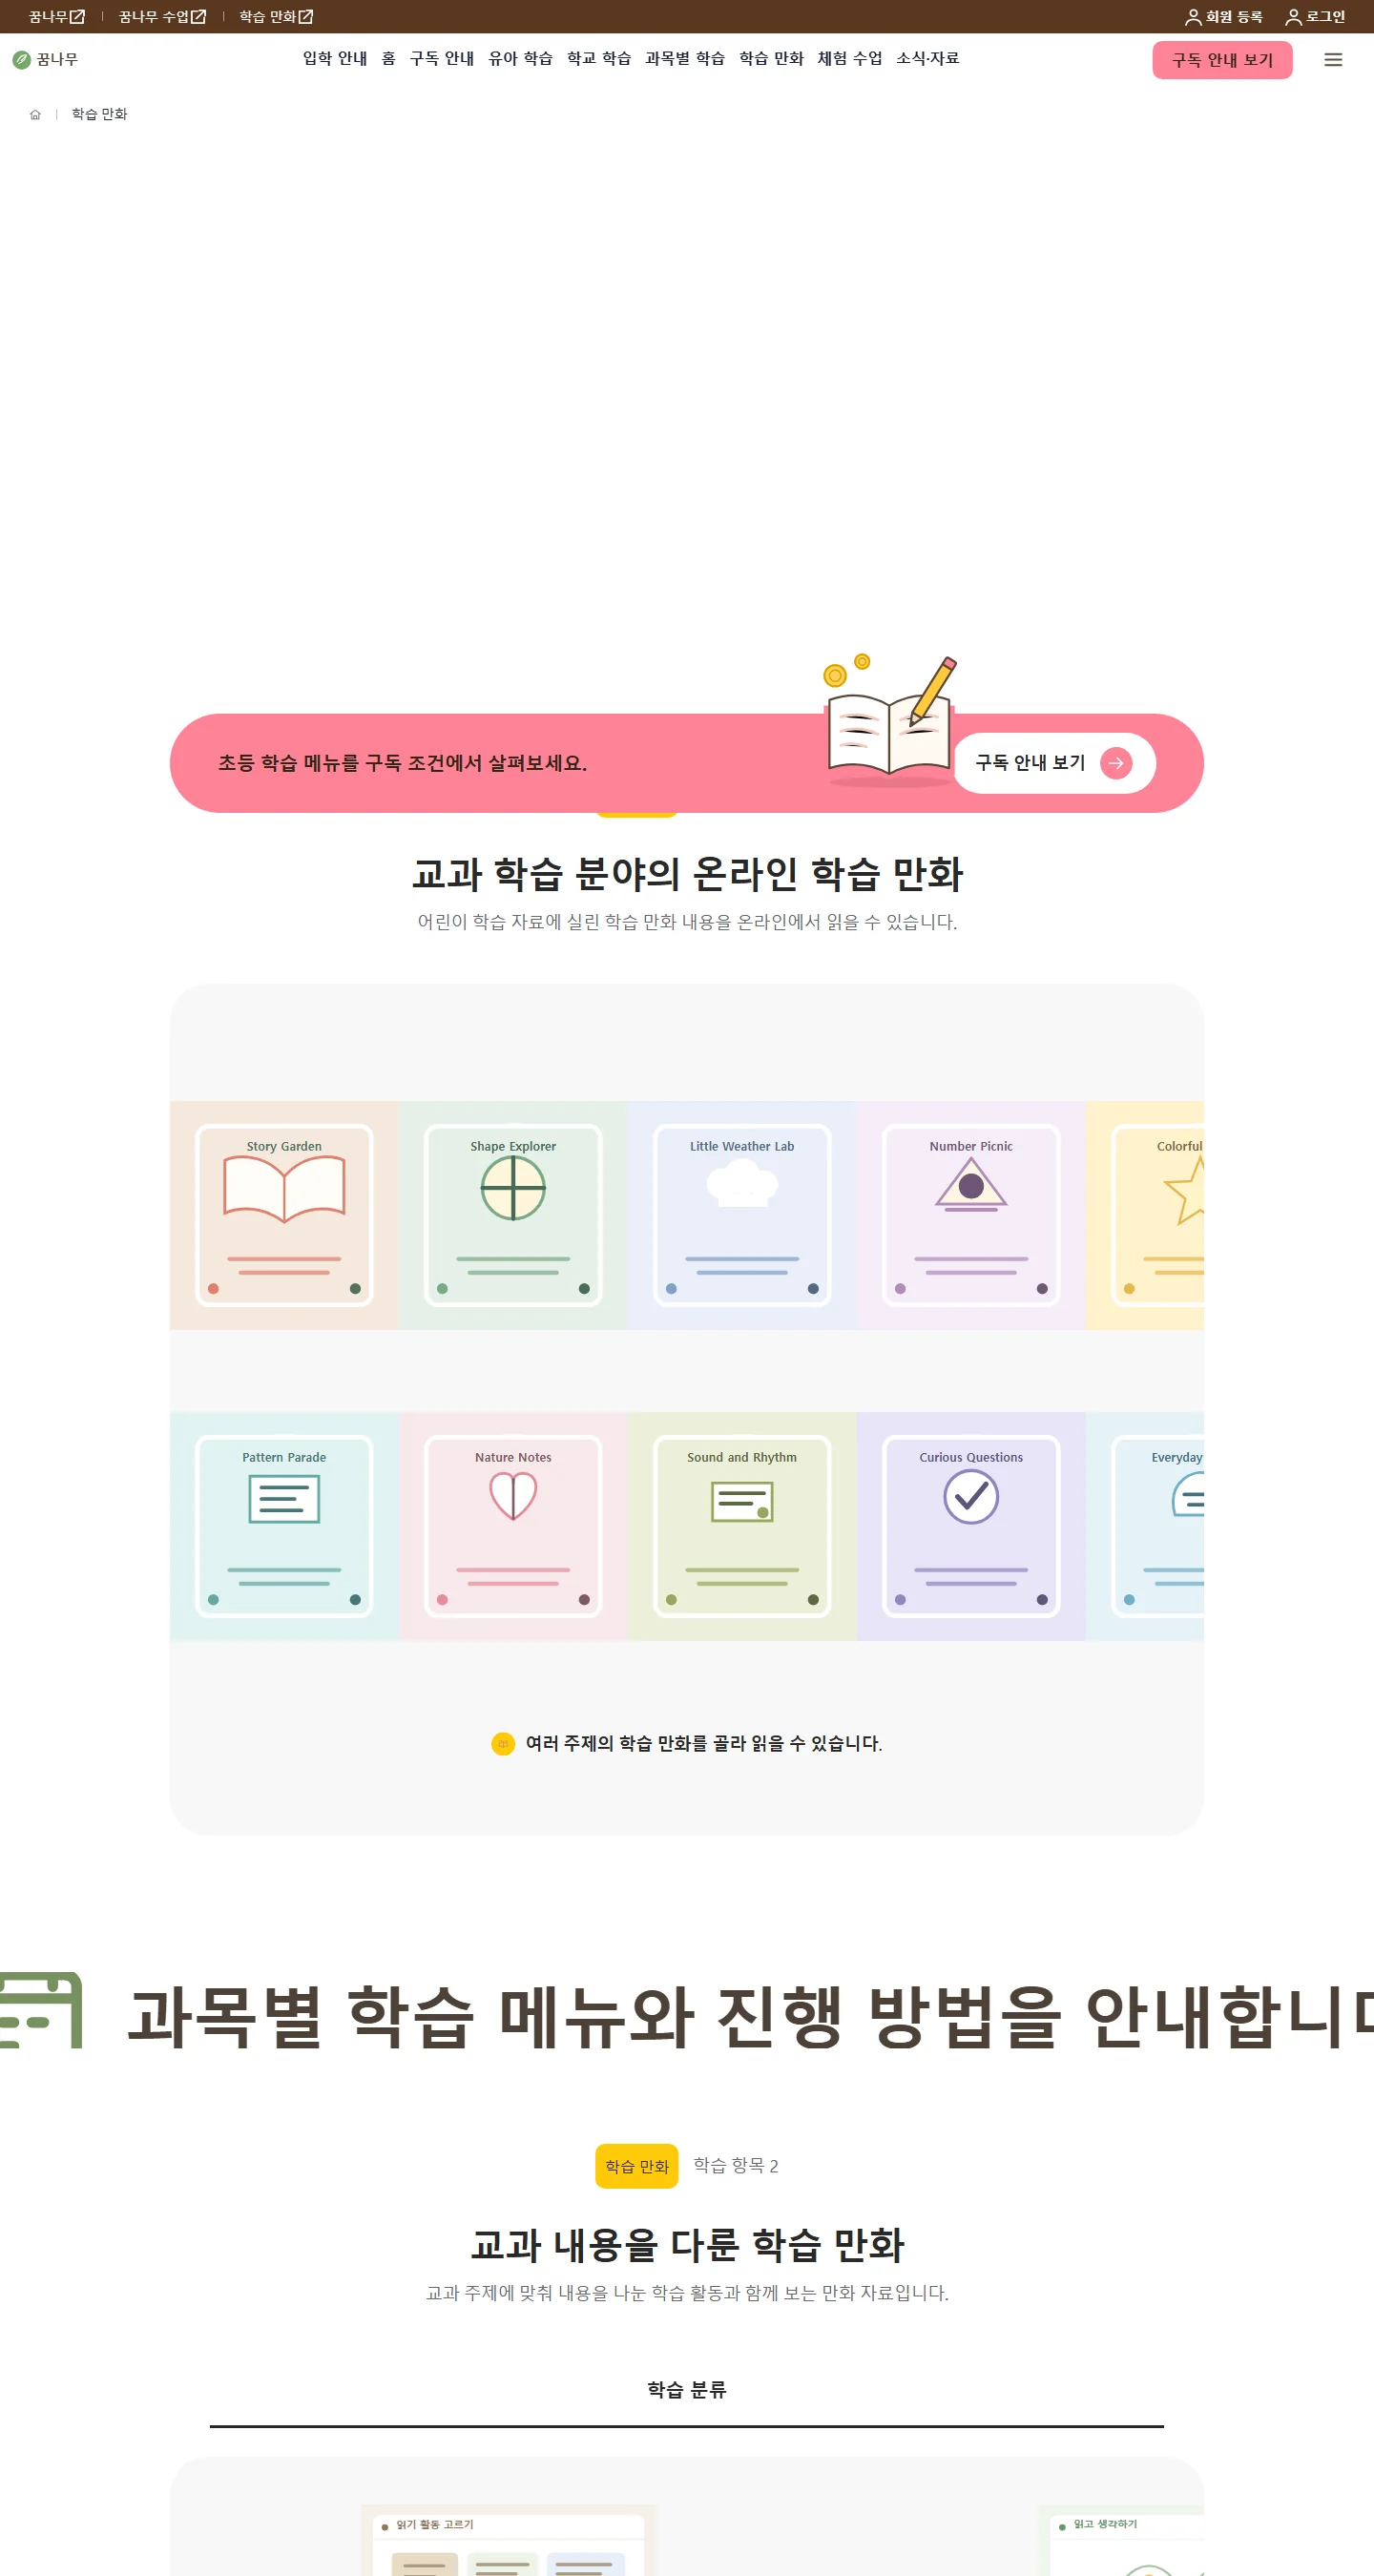 꿈나무
꿈나무 수업
학습 만화
회원 등록
로그인
꿈나무
입학 안내
홈
구독 안내
유아 학습
학교 학습
과목별 학습
학습 만화
체험 수업
소식·자료
구독 안내 보기
학습 만화
초등 학습 메뉴를 구독 조건에서 살펴보세요.
구독 안내 보기
교과 학습 분야의 온라인 학습 만화
어린이 학습 자료에 실린 학습 만화 내용을 온라인에서 읽을 수 있습니다.
Story Garden
Shape Explorer
Little Weather Lab
Number Picnic
Colorful
Pattern Parade
Nature Notes
Sound and Rhythm
Curious Questions
Everyday
여러 주제의 학습 만화를 골라 읽을 수 있습니다.
과목별 학습 메뉴와 진행 방법을 안내합니다
학습 만화
학습 항목 2
교과 내용을 다룬 학습 만화
교과 주제에 맞춰 내용을 나눈 학습 활동과 함께 보는 만화 자료입니다.
학습 분류
읽기 활동 고르기
읽고 생각하기